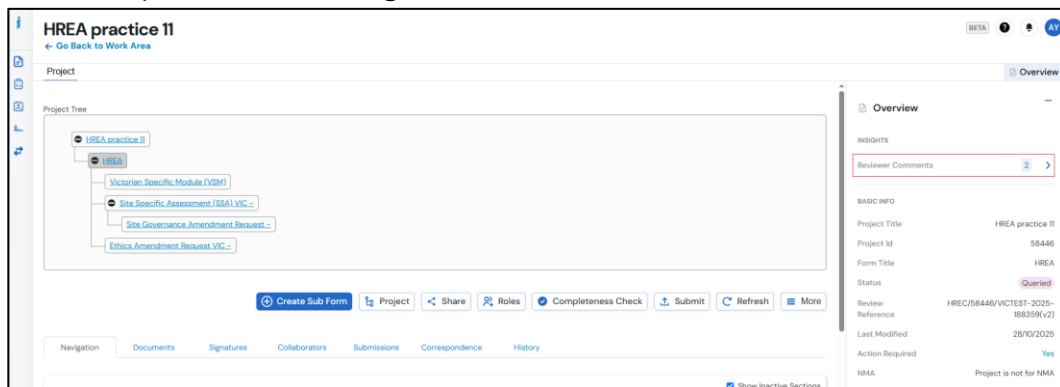 HREA practice 11
← Go Back to Work Area
BETA
AY
Project
Overview
Project Tree
HREA practice 11
HREA
Victorian Specific Module (VSM)
Site Specific Assessment (SSA) VIC -
Site Governance Amendment Request -
Ethics Amendment Request VIC -
Create Sub Form
Project
Share
Roles
Completeness Check
Submit
Refresh
More
Navigation
Documents
Signatures
Collaborators
Submissions
Correspondence
History
Show Inactive Sections
Overview
INSIGHTS
Reviewer Comments 2
BASIC INFO
Project Title HREA practice 11
Project Id 58446
Form Title HREA
Status Queried
Review HREC/58446/VICTEST-2025-
Reference 188359(v2)
Last Modified 28/10/2025
Action Required Yes
NMA Project is not for NMA